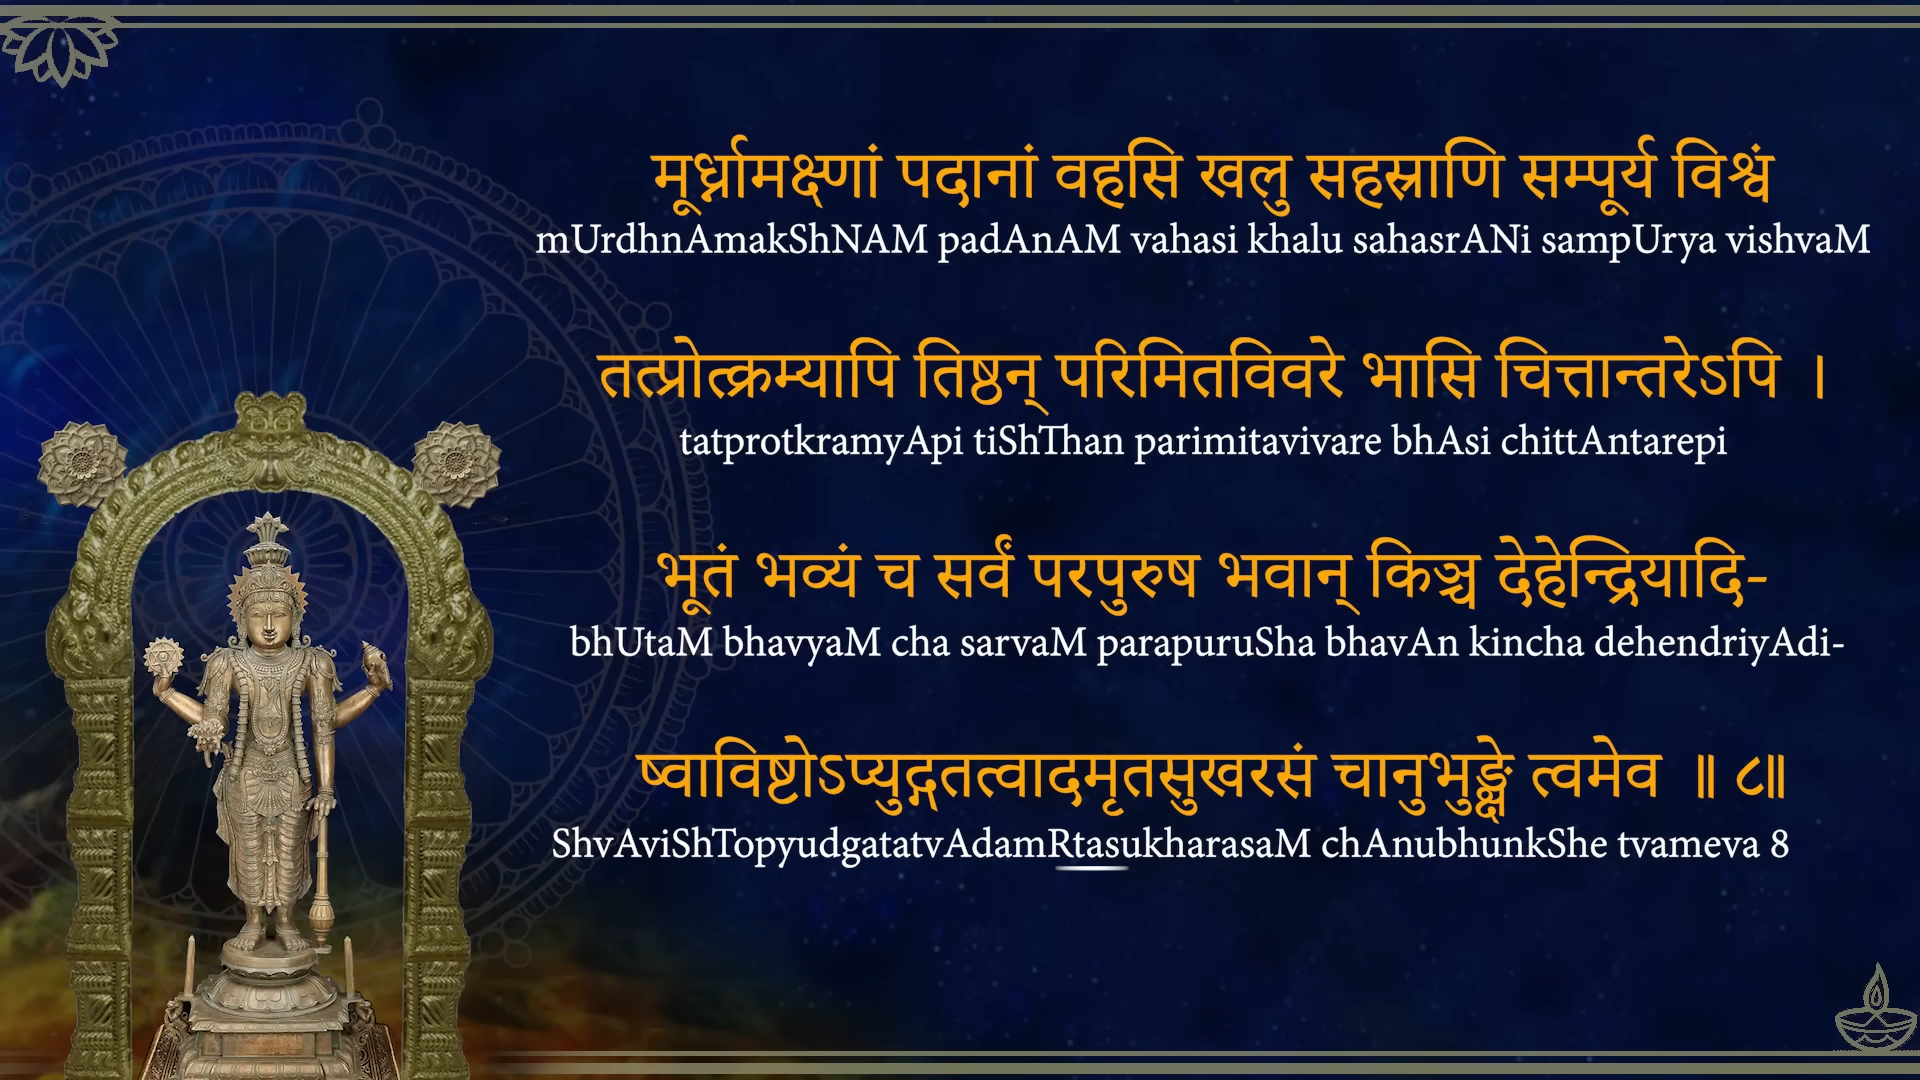 मूर्ध्नामक्ष्णां पदानां वहसि खलु सहस्राणि सम्पूर्य विश्वं
mUrdhnAmakShNAM padAnAM vahasi khalu sahasrANi sampUrya vishvaM
तत्प्रोत्क्रम्यापि तिष्ठन् परिमितविवरे भासि चित्तान्तरेऽपि ।
tatprotkramyApi tiShThan parimitavivare bhAsi chittAntarepi
भूतं भव्यं च सर्वं परपुरुष भवान् किञ्च देहेन्द्रियादि-
bhUtaM bhavyaM cha sarvaM parapuruSha bhavAn kincha dehendriyAdi-
ष्वाविष्टोऽप्युद्गतत्वादमृतसुखरसं चानुभुङ्क्षे त्वमेव ॥ ८॥
ShvAviShTopyudgatatvAdamRtasukharasaM chAnubhunkShe tvameva 8